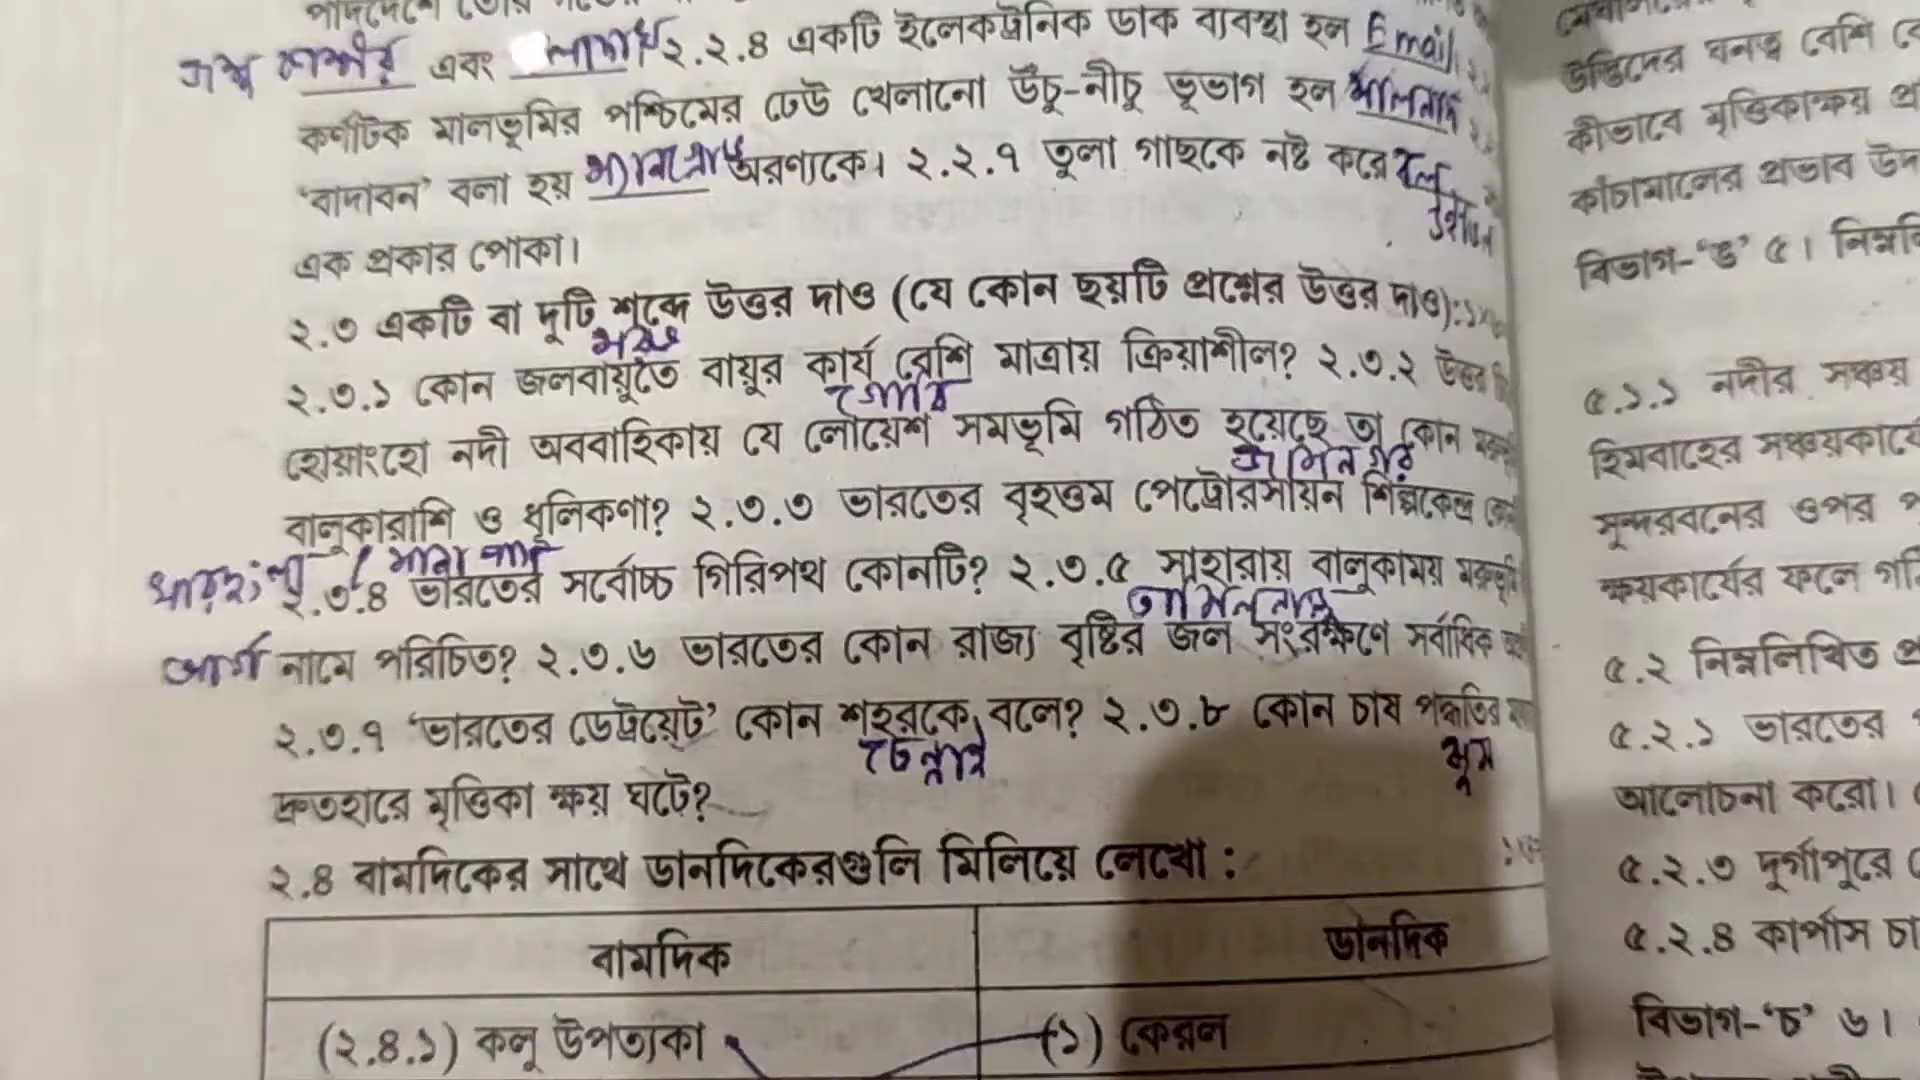 জম্মু কাশ্মীর এবং লাদাখ ২.২.৪ একটি ইলেকট্রনিক ডাক ব্যবস্থা হল Email
কর্ণাটক মালভূমির পশ্চিমের ঢেউ খেলানো উঁচু-নীচু ভূভাগ হল মালনাদ
‘বাদাবন’ বলা হয় ম্যানগ্রোভ অরণ্যকে। ২.২.৭ তুলা গাছকে নষ্ট করে বল উইভিল
এক প্রকার পোকা।
২.৩ একটি বা দুটি শব্দে উত্তর দাও (যে কোন ছয়টি প্রশ্নের উত্তর দাও):
মরু
২.৩.১ কোন জলবায়ুতে বায়ুর কার্য বেশি মাত্রায় ক্রিয়াশীল? ২.৩.২ উত্তর
গোবি
হোয়াংহো নদী অববাহিকায় যে লোয়েশ সমভূমি গঠিত হয়েছে তা কোন
জামনগর
বালুকারাশি ও ধূলিকণা? ২.৩.৩ ভারতের বৃহত্তম পেট্রোরসায়ন শিল্পকেন্দ্র
২.৩.৪ ভারতের সর্বোচ্চ গিরিপথ কোনটি? ২.৩.৫ সাহারায় বালুকাময় মরুভূমি
তামিলনাড়ু
আর্গ নামে পরিচিত? ২.৩.৬ ভারতের কোন রাজ্য বৃষ্টির জল সংরক্ষণে সর্বাধিক
২.৩.৭ ‘ভারতের ডেট্রয়েট’ কোন শহরকে বলে? ২.৩.৮ কোন চাষ পদ্ধতির
চেন্নাই
ঝুম
দ্রুতহারে মৃত্তিকা ক্ষয় ঘটে?
২.৪ বামদিকের সাথে ডানদিকেরগুলি মিলিয়ে লেখো :
বামদিক ডানদিক
(২.৪.১) কলু উপত্যকা (১) কেরল
উদ্ভিদের ঘনত্ব বেশি
কীভাবে মৃত্তিকাক্ষয়
কাঁচামালের প্রভাব
বিভাগ-‘ঙ’ ৫।
৫.১.১ নদীর সঞ্চয়
হিমবাহের সঞ্চয়কার্যে
সুন্দরবনের ওপর
ক্ষয়কার্যের ফলে
৫.২ নিম্নলিখিত
৫.২.১ ভারতের
আলোচনা করো।
৫.২.৩ দুর্গাপুরে
৫.২.৪ কার্পাস
বিভাগ-‘চ’ ৬।